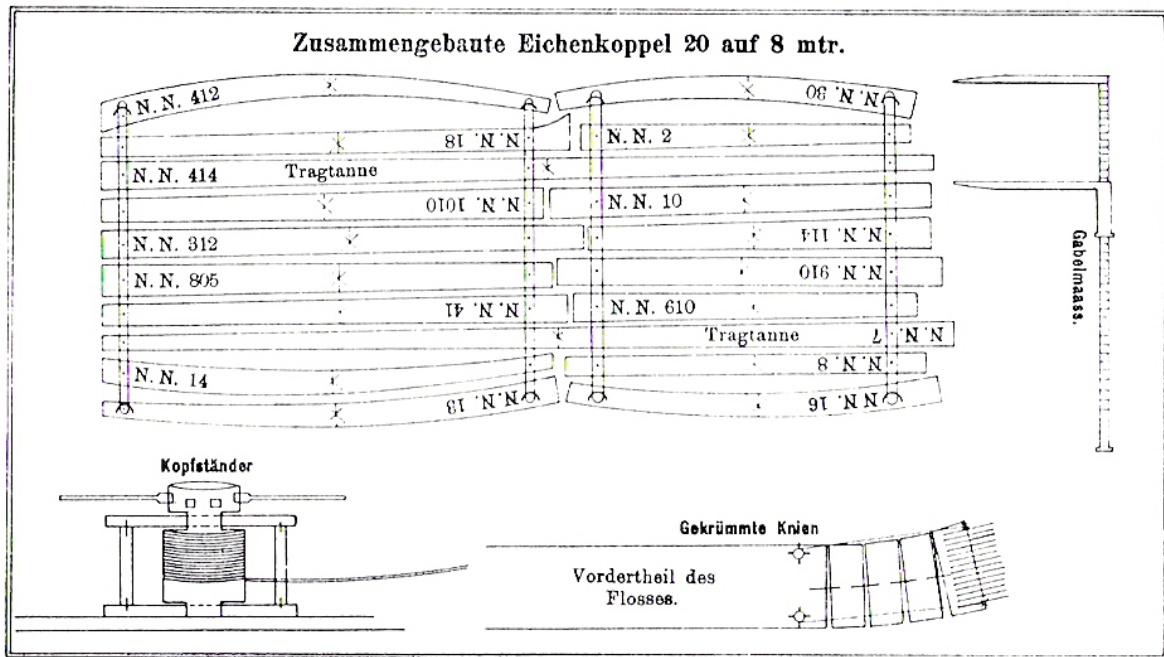 Zusammengebaute Eichenkoppel 20 auf 8 mtr.
N. N. 412
N. N. 30
N. N. 18
N. N. 2
N. N. 414
Tragtanne
N. N. 1010
N. N. 10
N. N. 312
N. N. 114
N. N. 805
N. N. 910
N. N. 41
N. N. 610
Tragtanne
N. N. 7
N. N. 8
N. N. 14
N. N. 13
N. N. 16
Gabelmaass.
Kopfständer
Gekrümmte Knien
Vordertheil des
Flosses.